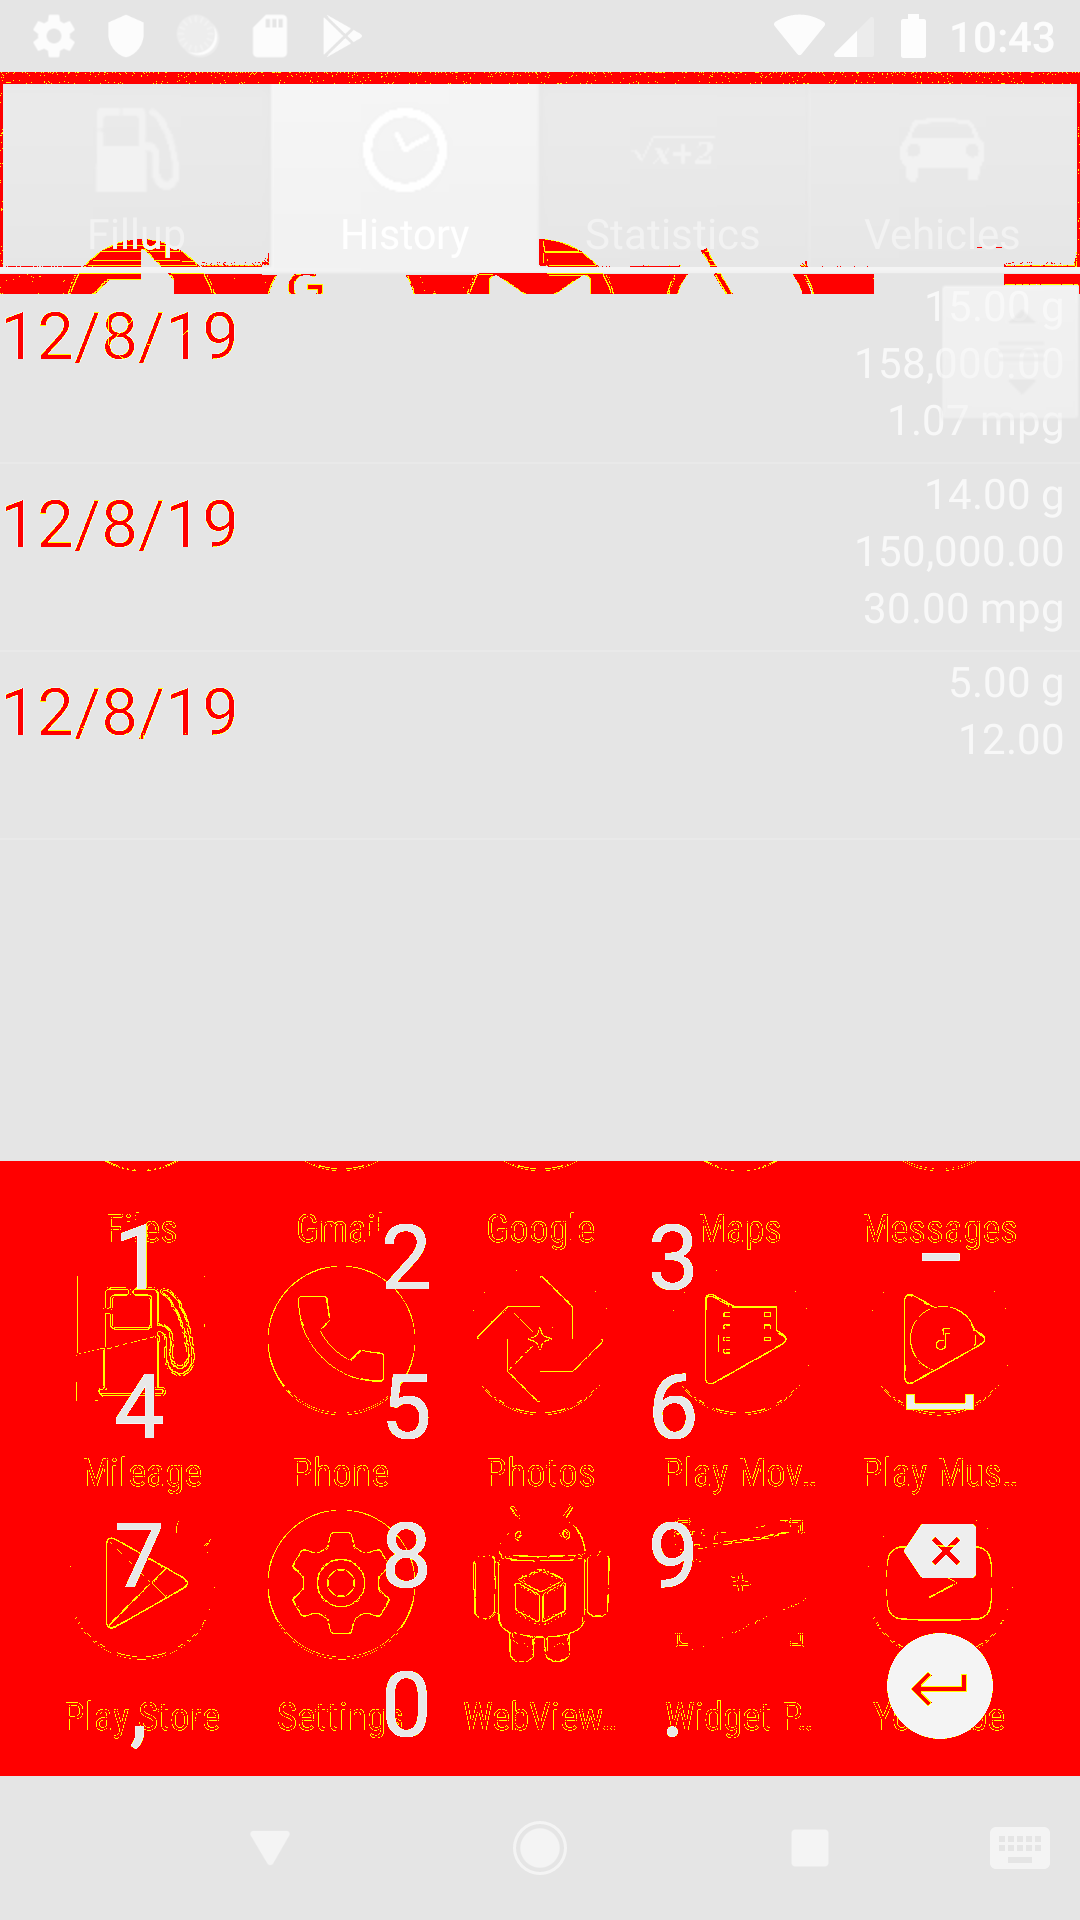 10:43
Fillup History √x+2 Statistics Vehicles
G
12/8/19
15.00 g
158,000.00
1.07 mpg
12/8/19
14.00 g
150,000.00
30.00 mpg
12/8/19
5.00 g
12.00
Files Gmail Google Maps Messages
1 2 3 -
4 5 6
Mileage Phone Photos Play Mov.. Play Mus..
7 8 9
Play Store Settings WebView.. Widget P..
, 0 .